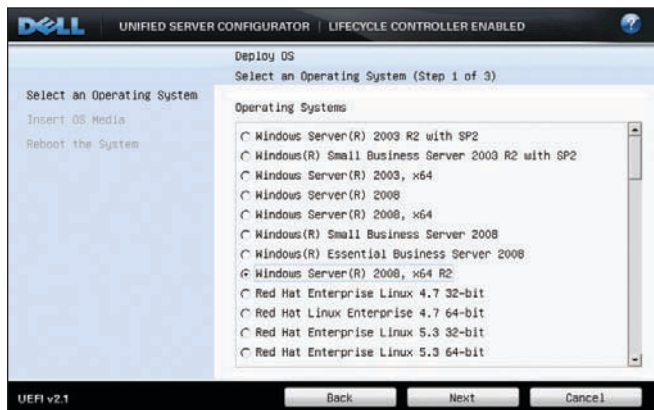 DELL
UNIFIED SERVER CONFIGURATOR | LIFECYCLE CONTROLLER ENABLED
?
Deploy OS
Select an Operating System (Step 1 of 3)
Select an Operating System
Insert OS Media
Reboot the System
Operating Systems
Windows Server(R) 2003 R2 with SP2
Windows(R) Small Business Server 2003 R2 with SP2
Windows Server(R) 2003, x64
Windows Server(R) 2008
Windows Server(R) 2008, x64
Windows(R) Small Business Server 2008
Windows(R) Essential Business Server 2008
Windows Server(R) 2008, x64 R2
Red Hat Enterprise Linux 4.7 32-bit
Red Hat Linux Enterprise 4.7 64-bit
Red Hat Enterprise Linux 5.3 32-bit
Red Hat Enterprise Linux 5.3 64-bit
UEFI v2.1
Back
Next
Cancel